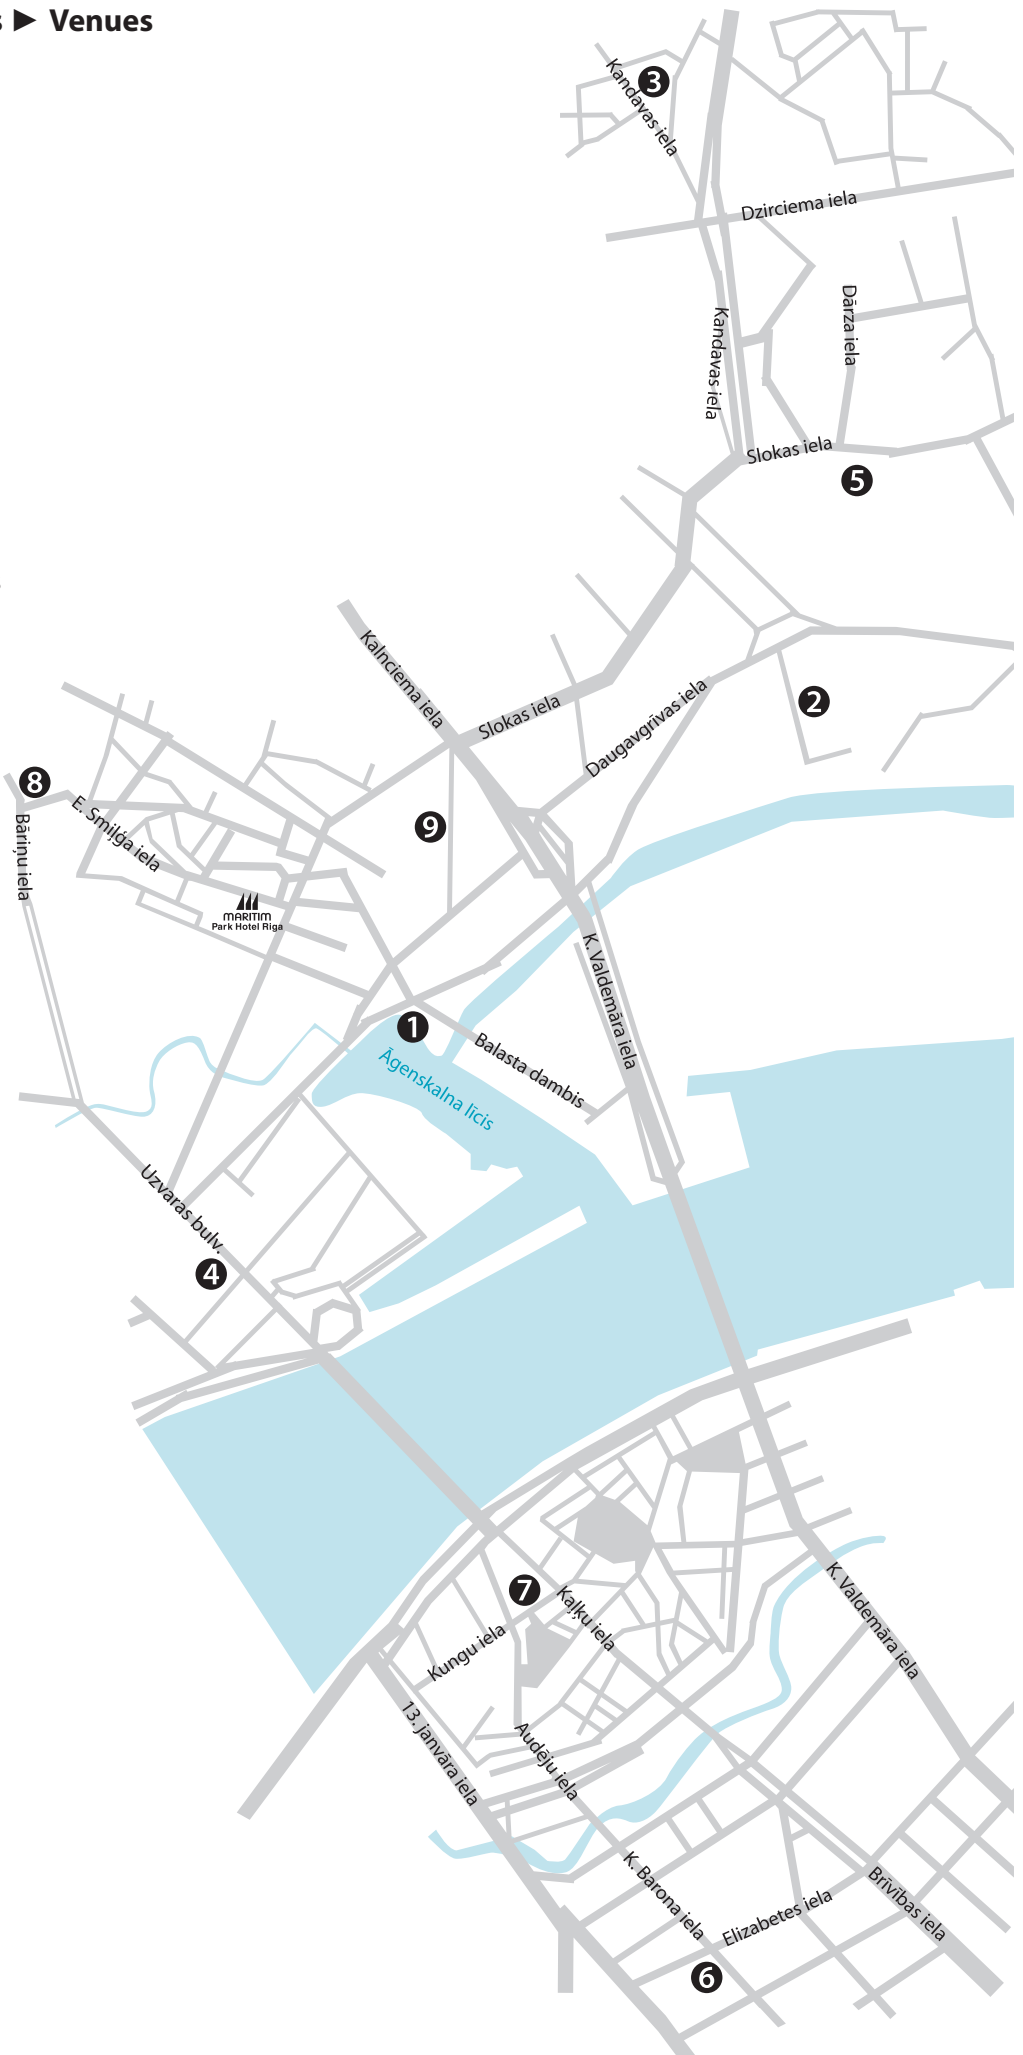 s ► Venues
Kandavas iela
3
Dzirciema iela
Kandavas iela
Dārza iela
Slokas iela
5
Kalnciema iela
Slokas iela
Daugavgrīvas iela
2
8
E. Smiļģa iela
Bāriņu iela
9
MARITIM
Park Hotel Riga
K. Valdemāra iela
1
Balasta dambis
Āgenskalna līcis
Uzvaras bulv.
4
7
Kaļķu iela
K. Valdemāra iela
Kungu iela
13. janvāra iela
Audēju iela
K. Barona iela
Elizabetes iela
Brīvības iela
6